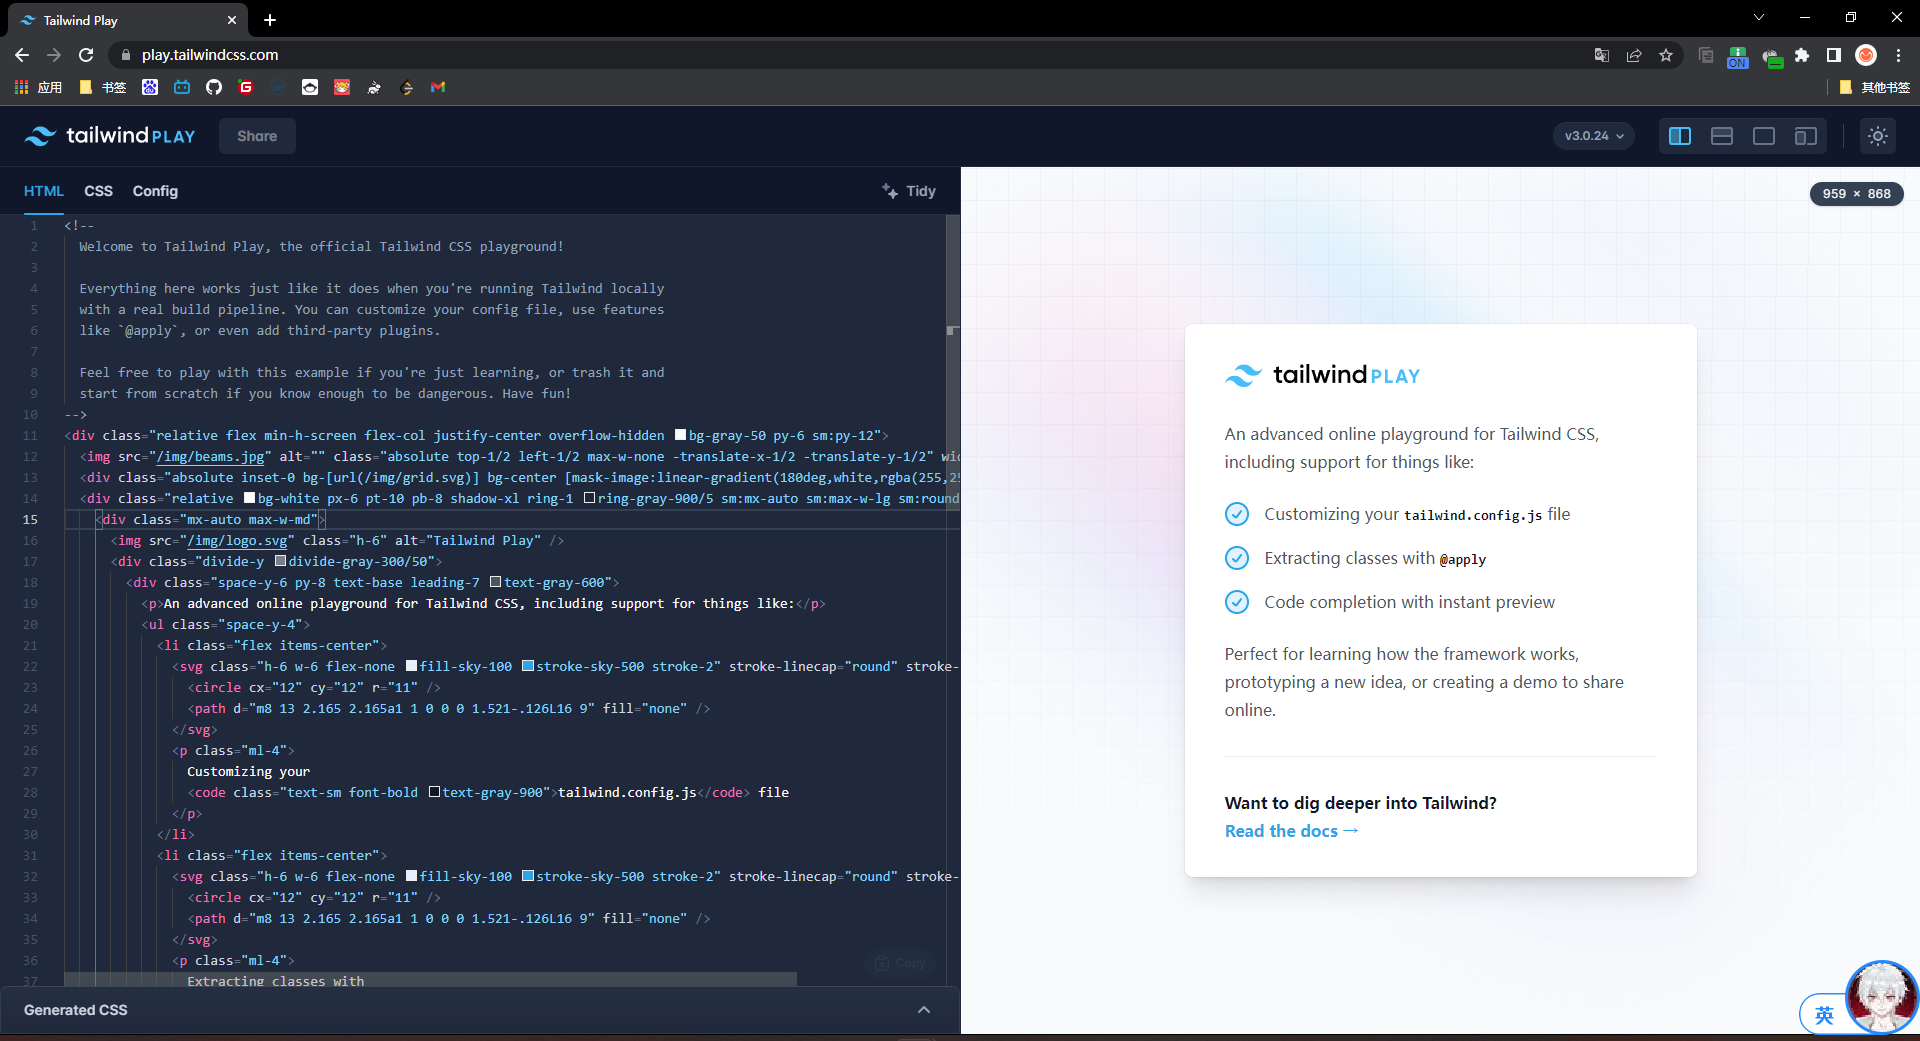 Tailwind Play
play.tailwindcss.com
ON
应用
书签
其他书签
tailwind PLAY
Share
v3.0.24
HTML
CSS
Config
Tidy
959 × 868
1 <!--
2 Welcome to Tailwind Play, the official Tailwind CSS playground!
3
4 Everything here works just like it does when you're running Tailwind locally
5 with a real build pipeline. You can customize your config file, use features
6 like `@apply`, or even add third-party plugins.
7
8 Feel free to play with this example if you're just learning, or trash it and
9 start from scratch if you know enough to be dangerous. Have fun!
10 -->
11 <div class="relative flex min-h-screen flex-col justify-center overflow-hidden bg-gray-50 py-6 sm:py-12">
12 <img src="/img/beams.jpg" alt="" class="absolute top-1/2 left-1/2 max-w-none -translate-x-1/2 -translate-y-1/2" wid
13 <div class="absolute inset-0 bg-[url(/img/grid.svg)] bg-center [mask-image:linear-gradient(180deg,white,rgba(255,25
14 <div class="relative bg-white px-6 pt-10 pb-8 shadow-xl ring-1 ring-gray-900/5 sm:mx-auto sm:max-w-lg sm:round
15 <div class="mx-auto max-w-md">
16 <img src="/img/logo.svg" class="h-6" alt="Tailwind Play" />
17 <div class="divide-y divide-gray-300/50">
18 <div class="space-y-6 py-8 text-base leading-7 text-gray-600">
19 <p>An advanced online playground for Tailwind CSS, including support for things like:</p>
20 <ul class="space-y-4">
21 <li class="flex items-center">
22 <svg class="h-6 w-6 flex-none fill-sky-100 stroke-sky-500 stroke-2" stroke-linecap="round" stroke-
23 <circle cx="12" cy="12" r="11" />
24 <path d="m8 13 2.165 2.165a1 1 0 0 0 1.521-.126L16 9" fill="none" />
25 </svg>
26 <p class="ml-4">
27 Customizing your
28 <code class="text-sm font-bold text-gray-900">tailwind.config.js</code> file
29 </p>
30 </li>
31 <li class="flex items-center">
32 <svg class="h-6 w-6 flex-none fill-sky-100 stroke-sky-500 stroke-2" stroke-linecap="round" stroke-
33 <circle cx="12" cy="12" r="11" />
34 <path d="m8 13 2.165 2.165a1 1 0 0 0 1.521-.126L16 9" fill="none" />
35 </svg>
36 <p class="ml-4">
37 Extracting classes with
Copy
Generated CSS
tailwind PLAY
An advanced online playground for Tailwind CSS,
including support for things like:
Customizing your tailwind.config.js file
Extracting classes with @apply
Code completion with instant preview
Perfect for learning how the framework works,
prototyping a new idea, or creating a demo to share
online.
Want to dig deeper into Tailwind?
Read the docs →
英